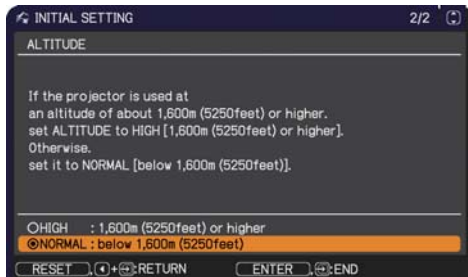 INITIAL SETTING 2/2
ALTITUDE
If the projector is used at
an altitude of about 1,600m (5250feet) or higher.
set ALTITUDE to HIGH [1,600m (5250feet) or higher].
Otherwise.
set it to NORMAL [below 1,600m (5250feet)].
HIGH : 1,600m (5250feet) or higher
NORMAL : below 1,600m (5250feet)
RESET , + :RETURN ENTER , :END